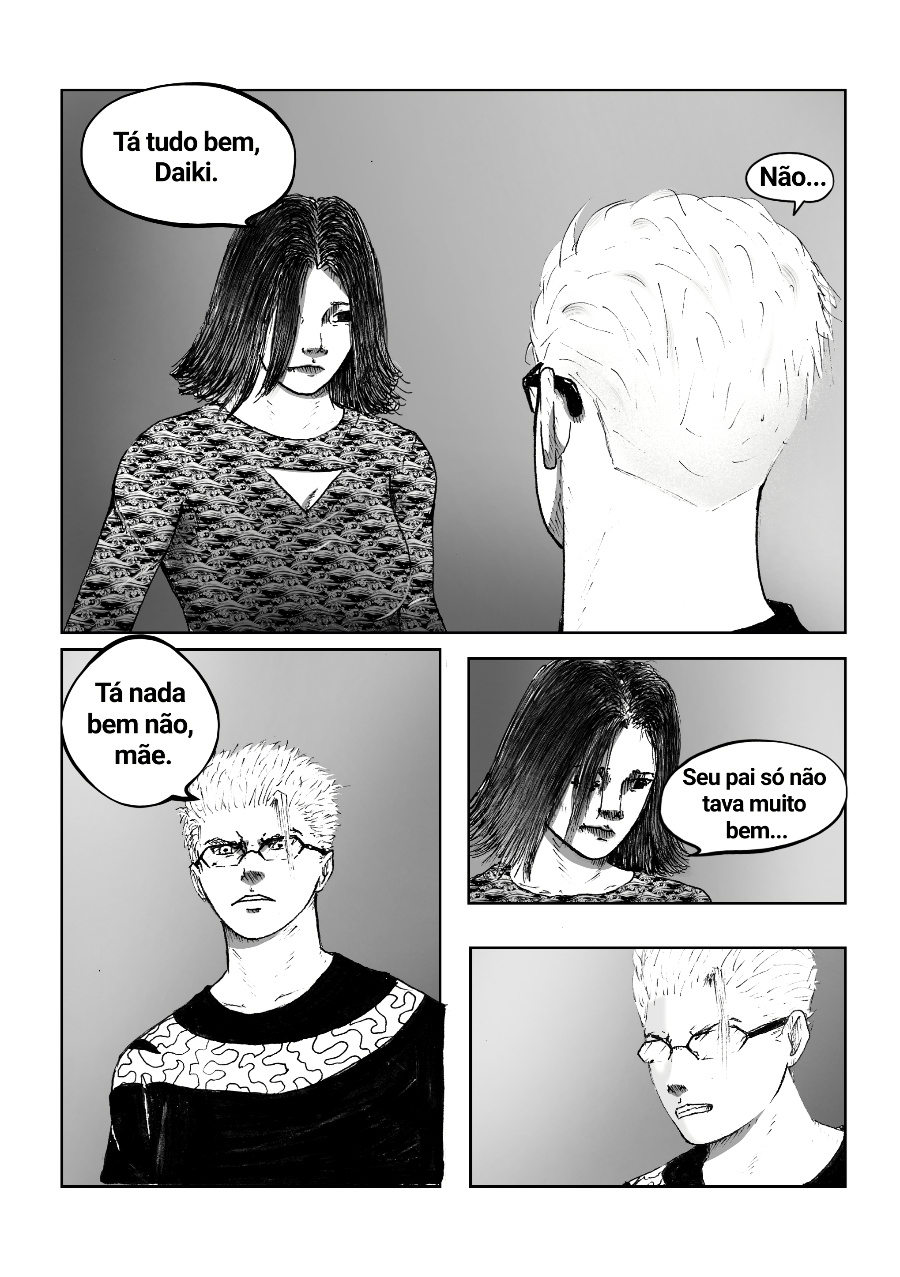 Tá tudo bem,
Daiki.
Não...
Tá nada
bem não,
mãe.
Seu pai só não
tava muito
bem...